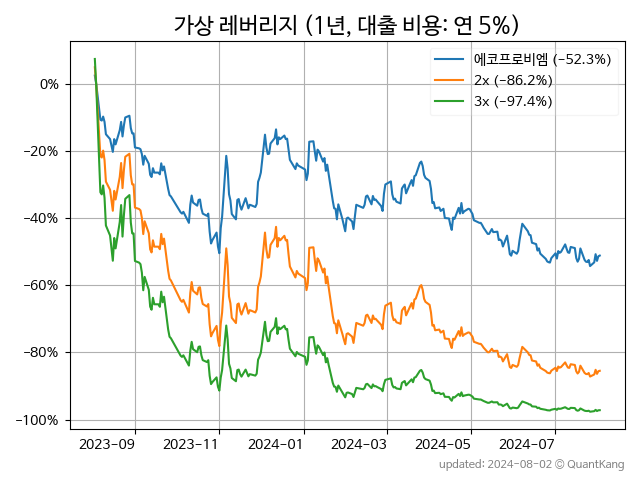 가상 레버리지 (1년, 대출 비용: 연 5%)
에코프로비엠 (−52.3%)
2x (−86.2%)
3x (−97.4%)
0%
−20%
−40%
−60%
−80%
−100%
2023-09 2023-11 2024-01 2024-03 2024-05 2024-07
updated: 2024-08-02 © QuantKang